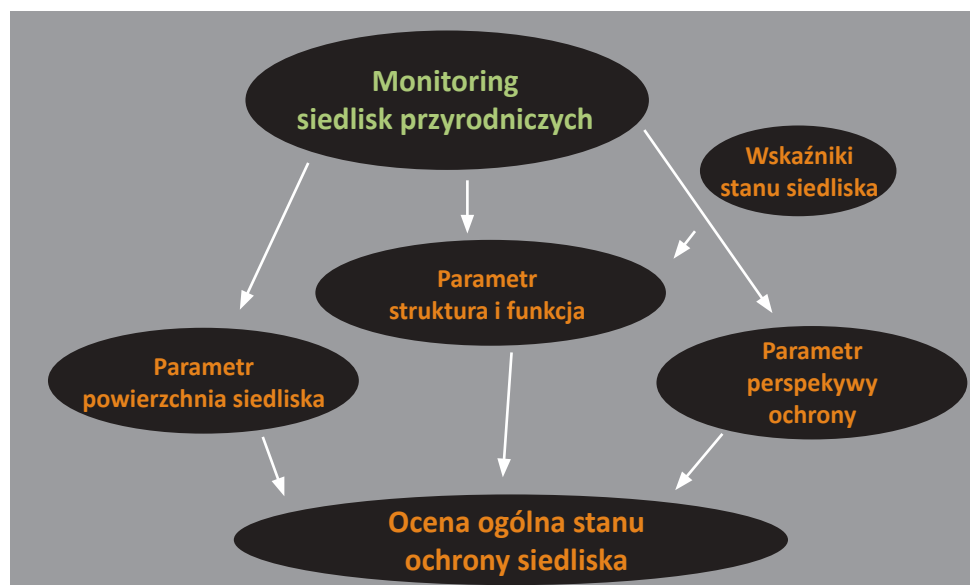 Monitoring
siedlisk przyrodniczych
Wskaźniki
stanu siedliska
Parametr
struktura i funkcja
Parametr
powierzchnia siedliska
Parametr
perspekywy
ochrony
Ocena ogólna stanu
ochrony siedliska